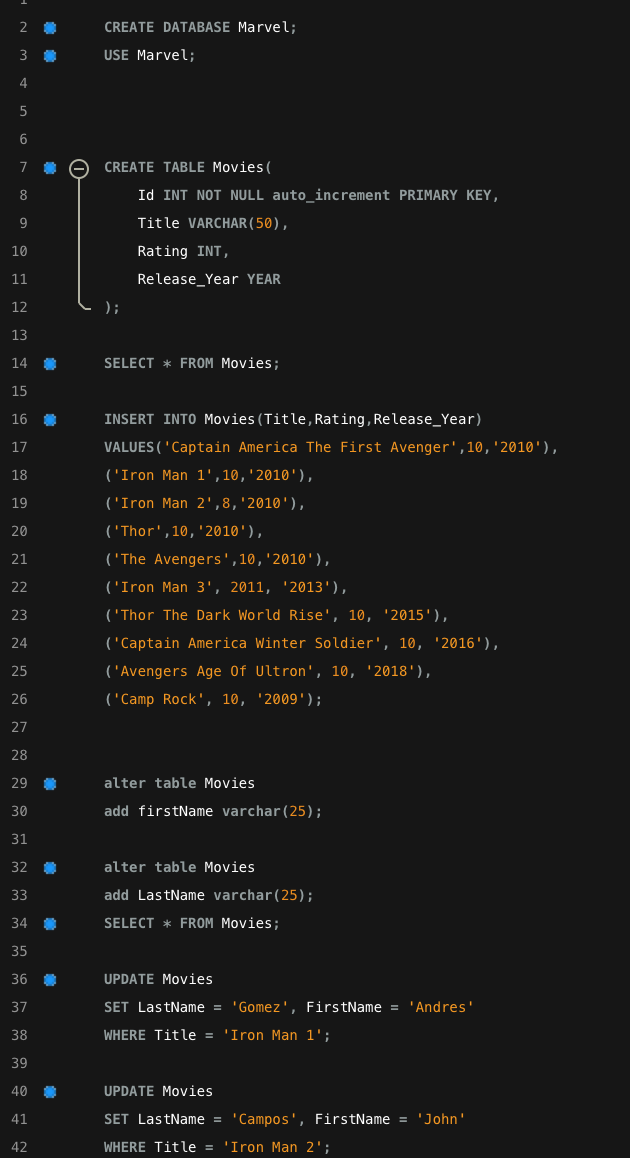 1
2 CREATE DATABASE Marvel;
3 USE Marvel;
4
5
6
7 CREATE TABLE Movies(
8 Id INT NOT NULL auto_increment PRIMARY KEY,
9 Title VARCHAR(50),
10 Rating INT,
11 Release_Year YEAR
12 );
13
14 SELECT * FROM Movies;
15
16 INSERT INTO Movies(Title,Rating,Release_Year)
17 VALUES('Captain America The First Avenger',10,'2010'),
18 ('Iron Man 1',10,'2010'),
19 ('Iron Man 2',8,'2010'),
20 ('Thor',10,'2010'),
21 ('The Avengers',10,'2010'),
22 ('Iron Man 3', 2011, '2013'),
23 ('Thor The Dark World Rise', 10, '2015'),
24 ('Captain America Winter Soldier', 10, '2016'),
25 ('Avengers Age Of Ultron', 10, '2018'),
26 ('Camp Rock', 10, '2009');
27
28
29 alter table Movies
30 add firstName varchar(25);
31
32 alter table Movies
33 add LastName varchar(25);
34 SELECT * FROM Movies;
35
36 UPDATE Movies
37 SET LastName = 'Gomez', FirstName = 'Andres'
38 WHERE Title = 'Iron Man 1';
39
40 UPDATE Movies
41 SET LastName = 'Campos', FirstName = 'John'
42 WHERE Title = 'Iron Man 2';